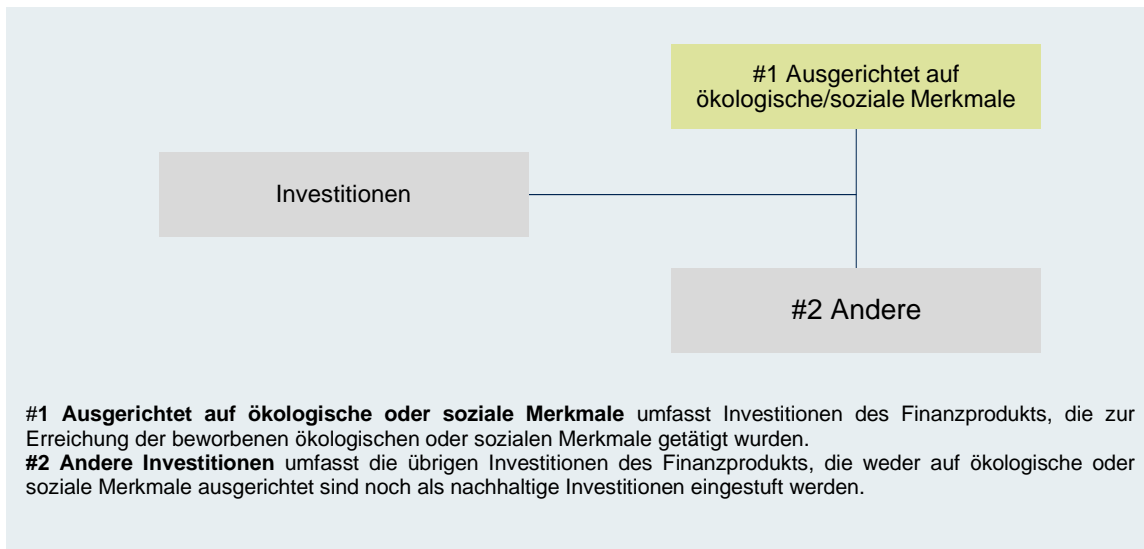 #1 Ausgerichtet auf
ökologische/soziale Merkmale
Investitionen
#2 Andere
#1 Ausgerichtet auf ökologische oder soziale Merkmale umfasst Investitionen des Finanzprodukts, die zur
Erreichung der beworbenen ökologischen oder sozialen Merkmale getätigt wurden.
#2 Andere Investitionen umfasst die übrigen Investitionen des Finanzprodukts, die weder auf ökologische oder
soziale Merkmale ausgerichtet sind noch als nachhaltige Investitionen eingestuft werden.